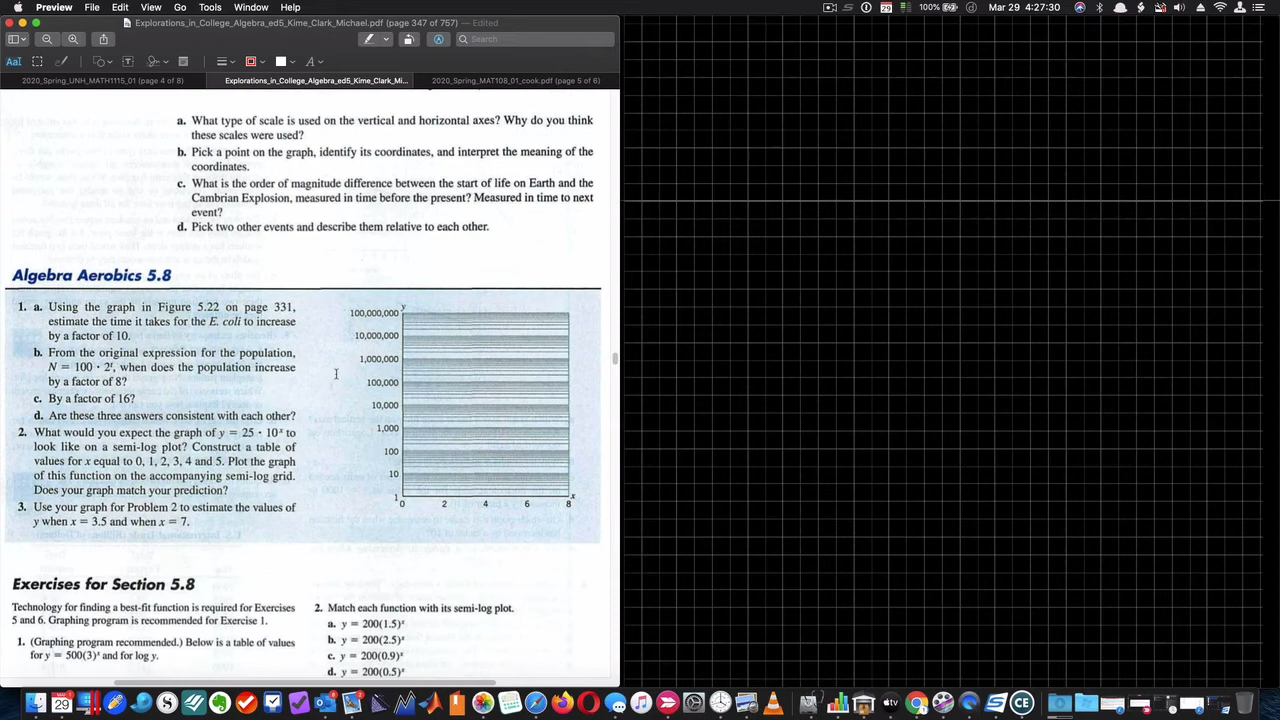 Preview File Edit View Go Tools Window Help
100% Mar 29 4:27:30
Explorations_in_College_Algebra_ed5_Kime_Clark_Michael.pdf (page 347 of 757) — Edited
Search
2020_Spring_UNH_MATH1115_01 (page 4 of 8)
Explorations_in_College_Algebra_ed5_Kime_Clark_Mi...
2020_Spring_MAT108_01_cook.pdf (page 5 of 6)
a. What type of scale is used on the vertical and horizontal axes? Why do you think
these scales were used?
b. Pick a point on the graph, identify its coordinates, and interpret the meaning of the
coordinates.
c. What is the order of magnitude difference between the start of life on Earth and the
Cambrian Explosion, measured in time before the present? Measured in time to next
event?
d. Pick two other events and describe them relative to each other.
Algebra Aerobics 5.8
1. a. Using the graph in Figure 5.22 on page 331,
estimate the time it takes for the E. coli to increase
by a factor of 10.
b. From the original expression for the population,
N = 100 · 2ᵗ, when does the population increase
by a factor of 8?
c. By a factor of 16?
d. Are these three answers consistent with each other?
2. What would you expect the graph of y = 25 · 10ˣ to
look like on a semi-log plot? Construct a table of
values for x equal to 0, 1, 2, 3, 4 and 5. Plot the graph
of this function on the accompanying semi-log grid.
Does your graph match your prediction?
3. Use your graph for Problem 2 to estimate the values of
y when x = 3.5 and when x = 7.
y
100,000,000
10,000,000
1,000,000
100,000
10,000
1,000
100
10
1
0 2 4 6 8
x
Exercises for Section 5.8
Technology for finding a best-fit function is required for Exercises
5 and 6. Graphing program is recommended for Exercise 1.
1. (Graphing program recommended.) Below is a table of values
for y = 500(3)ˣ and for log y.
2. Match each function with its semi-log plot.
a. y = 200(1.5)ˣ
b. y = 200(2.5)ˣ
c. y = 200(0.9)ˣ
d. y = 200(0.5)ˣ